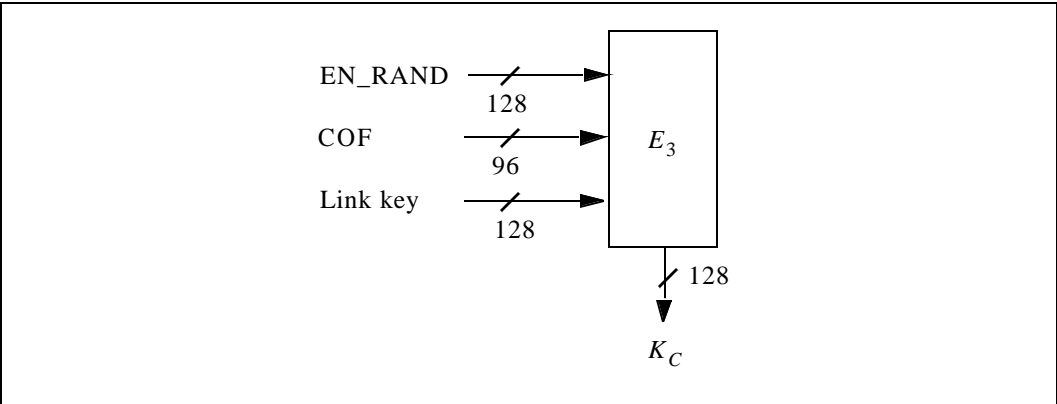 EN_RAND
128
COF
96
Link key
128
E3
128
KC